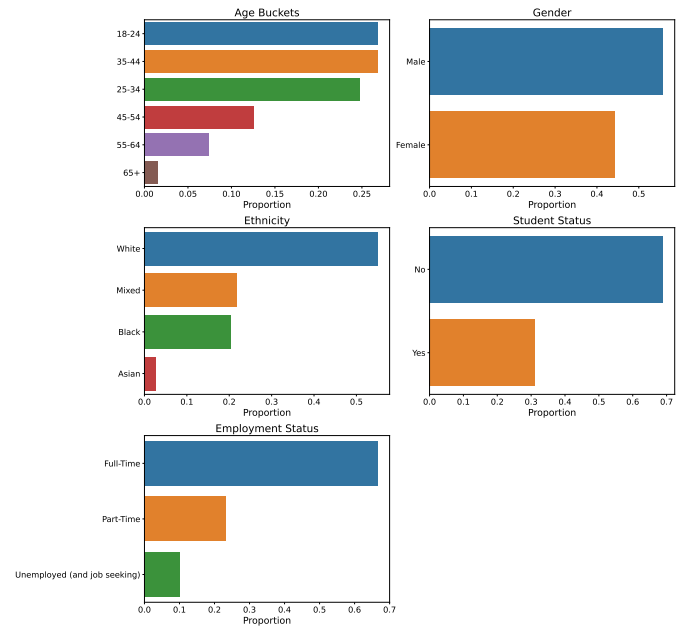 Age Buckets
18-24
35-44
25-34
45-54
55-64
65+
0.00 0.05 0.10 0.15 0.20 0.25
Proportion
Gender
Male
Female
0.0 0.1 0.2 0.3 0.4 0.5
Proportion
Ethnicity
White
Mixed
Black
Asian
0.0 0.1 0.2 0.3 0.4 0.5
Proportion
Student Status
No
Yes
0.0 0.1 0.2 0.3 0.4 0.5 0.6 0.7
Proportion
Employment Status
Full-Time
Part-Time
Unemployed (and job seeking)
0.0 0.1 0.2 0.3 0.4 0.5 0.6 0.7
Proportion